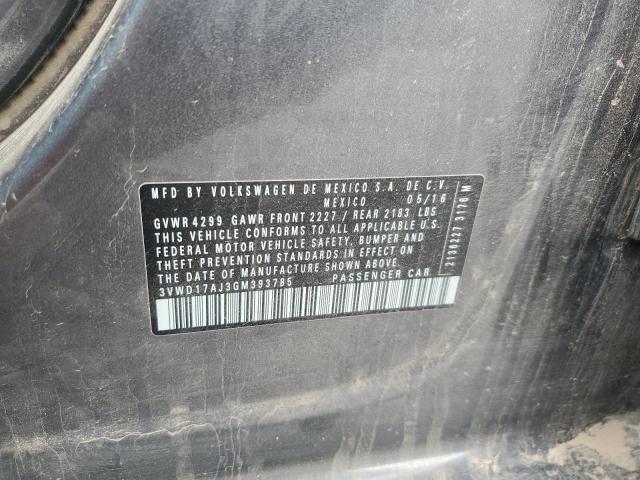 MFD BY VOLKSWAGEN DE MEXICO S.A. DE C.V.
MEXICO 05/16
GVWR 4299 GAWR FRONT 2227 / REAR 2183 LBS
THIS VEHICLE CONFORMS TO ALL APPLICABLE U.S.
FEDERAL MOTOR VEHICLE SAFETY, BUMPER AND
THEFT PREVENTION STANDARDS IN EFFECT ON
THE DATE OF MANUFACTURE SHOWN ABOVE.
3VWD17AJ3GM393785 PASSENGER CAR
2136227 3176 M